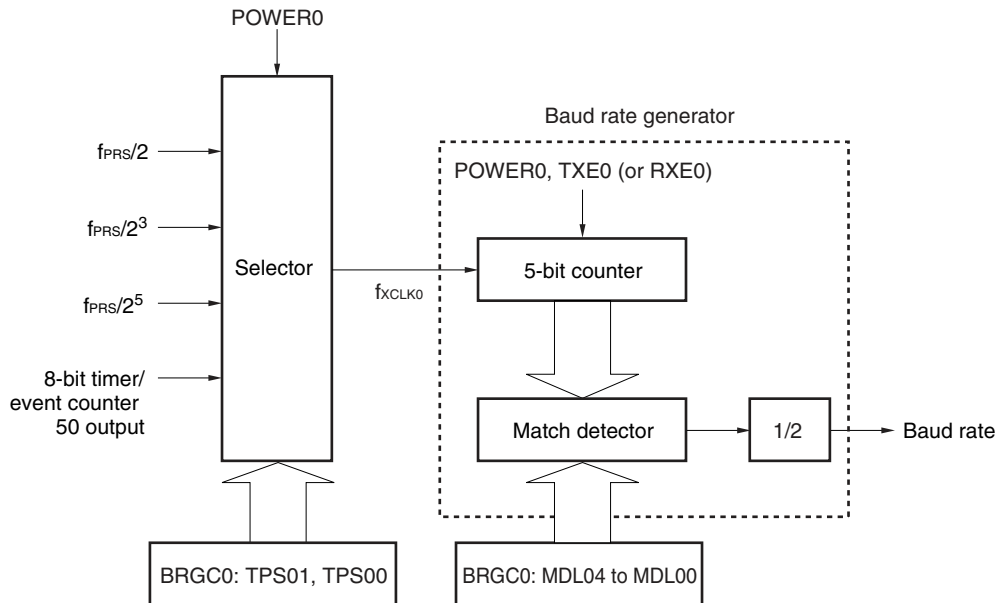 POWER0
Baud rate generator
fPRS/2
POWER0, TXE0 (or RXE0)
fPRS/2³
Selector
5-bit counter
fXCLK0
fPRS/2⁵
8-bit timer/
event counter
50 output
Match detector
1/2
Baud rate
BRGC0: TPS01, TPS00
BRGC0: MDL04 to MDL00